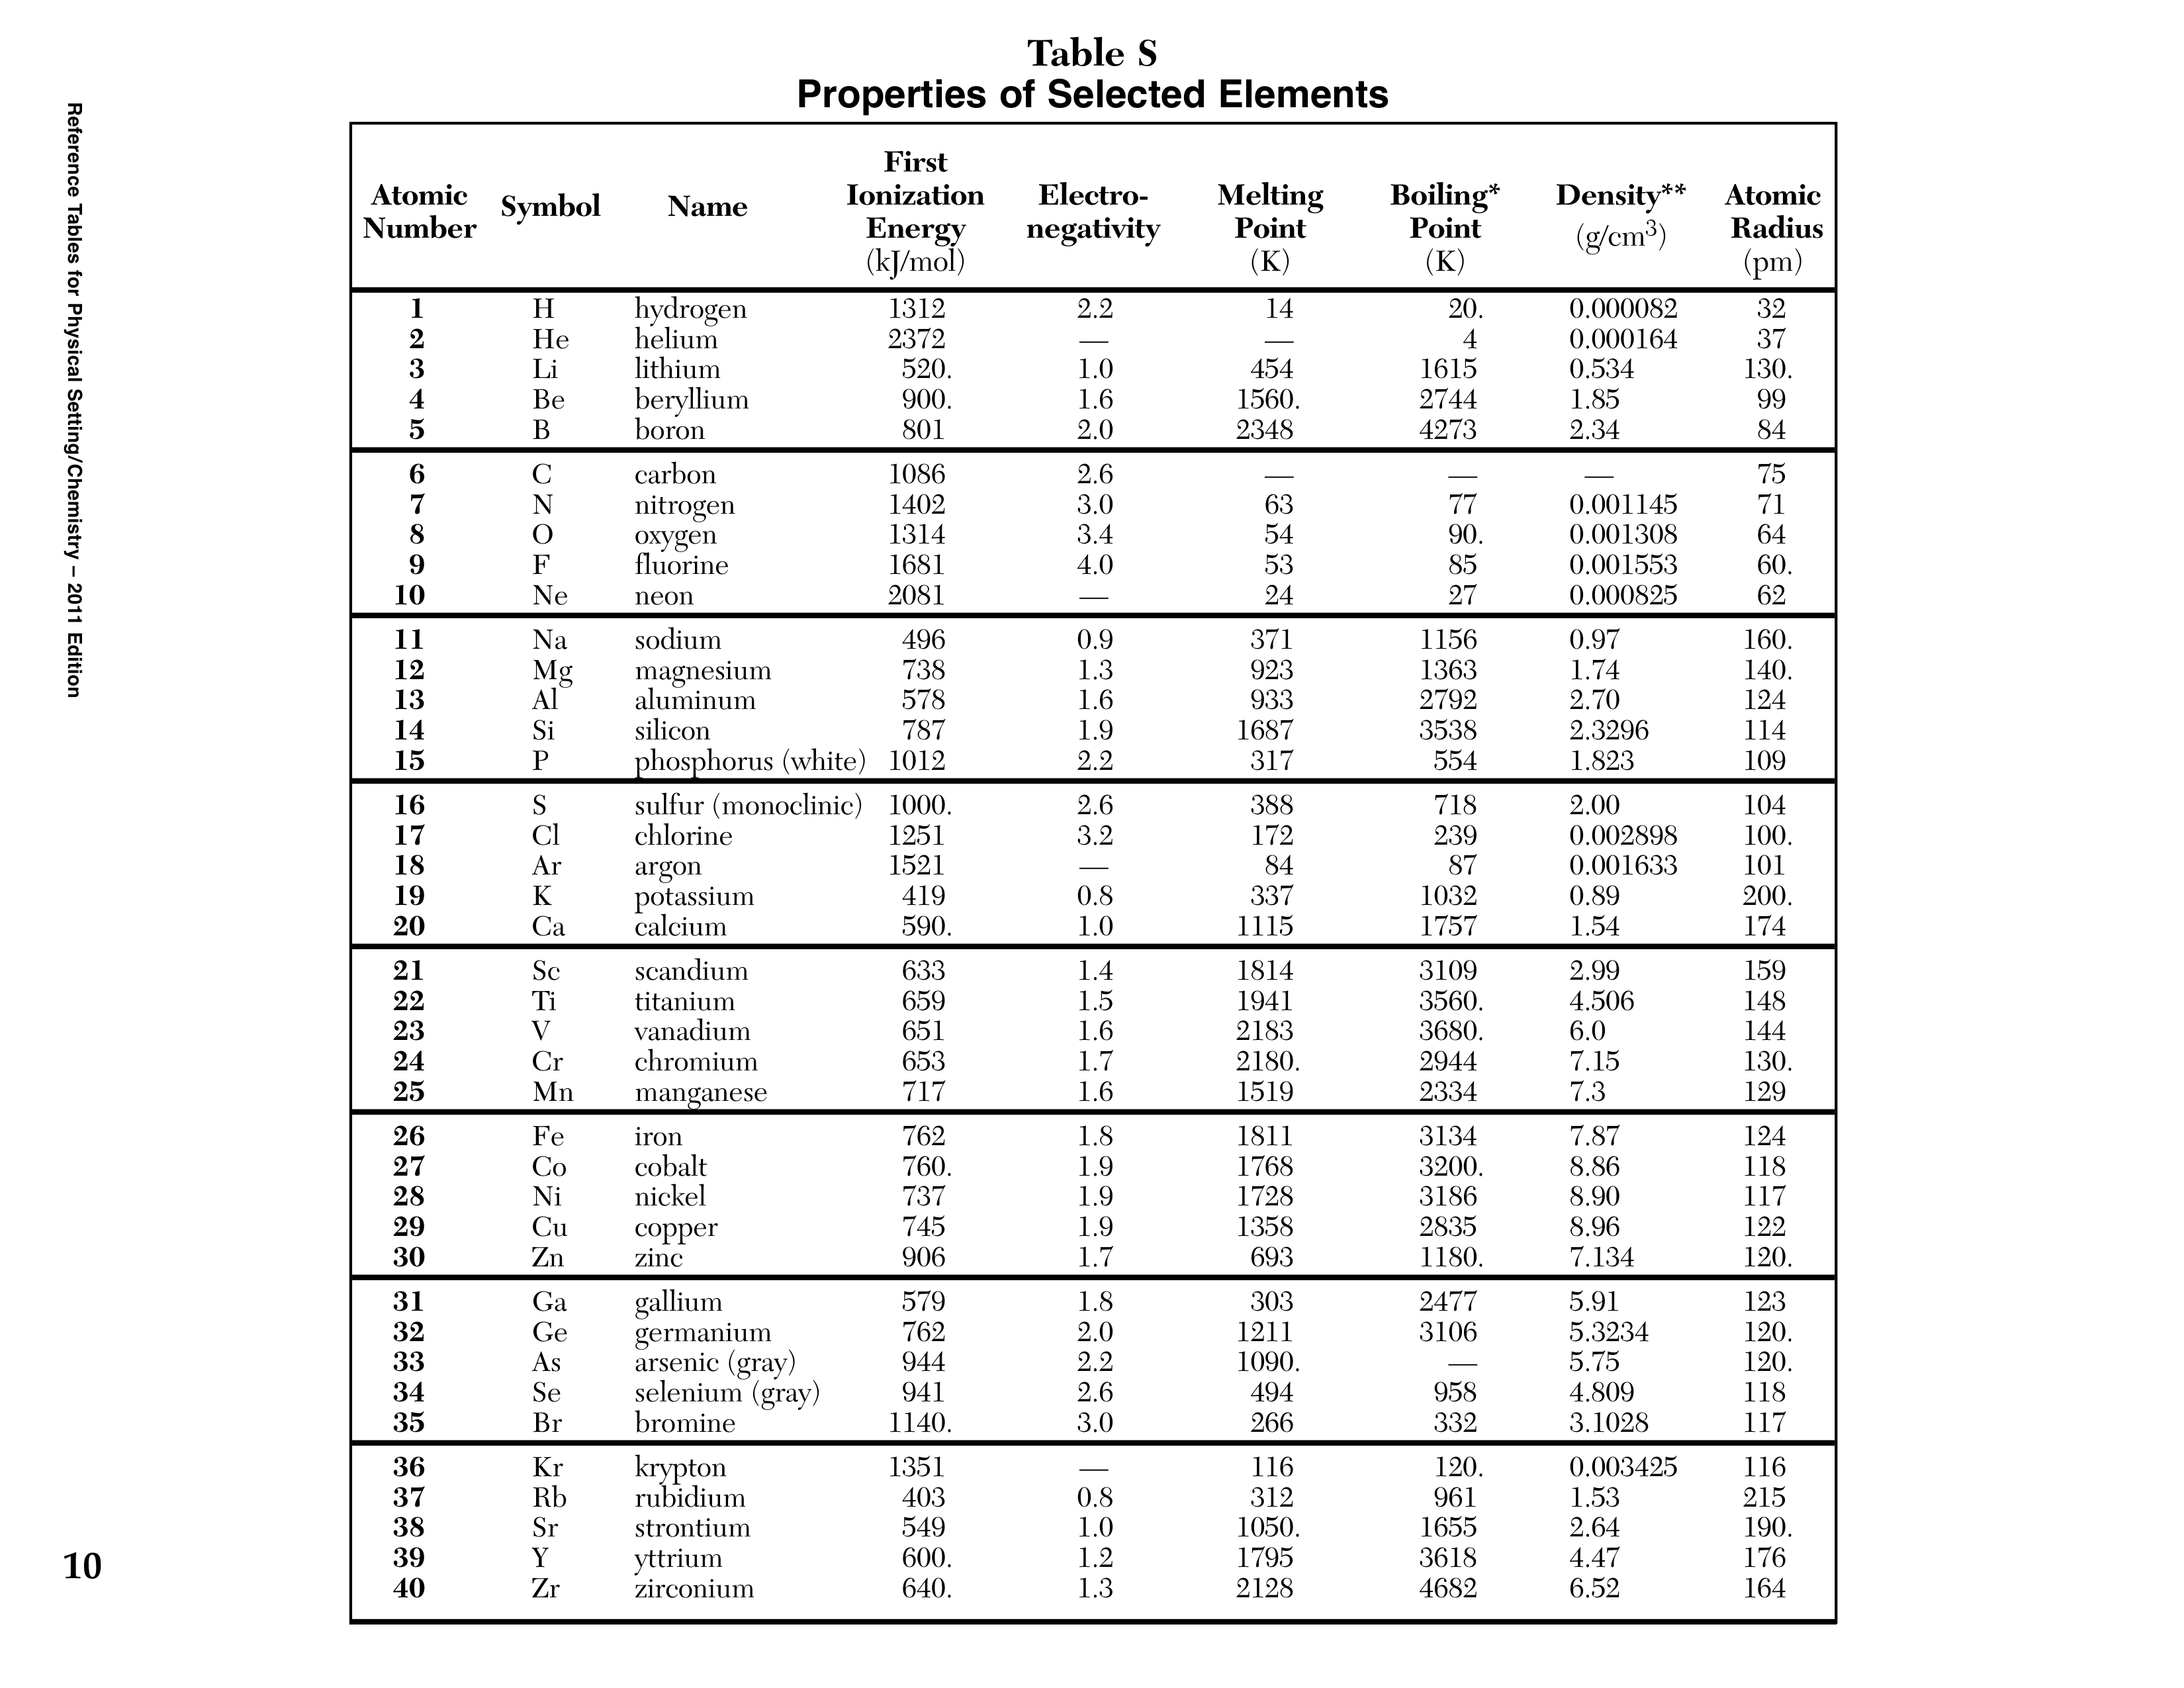 Table S
Properties of Selected Elements
Atomic Number Symbol Name First Ionization Energy (kJ/mol) Electro-negativity Melting Point (K) Boiling* Point (K) Density** (g/cm3) Atomic Radius (pm)
1 H hydrogen 1312 2.2 14 20. 0.000082 32
2 He helium 2372 — — 4 0.000164 37
3 Li lithium 520. 1.0 454 1615 0.534 130.
4 Be beryllium 900. 1.6 1560. 2744 1.85 99
5 B boron 801 2.0 2348 4273 2.34 84
6 C carbon 1086 2.6 — — — 75
7 N nitrogen 1402 3.0 63 77 0.001145 71
8 O oxygen 1314 3.4 54 90. 0.001308 64
9 F fluorine 1681 4.0 53 85 0.001553 60.
10 Ne neon 2081 — 24 27 0.000825 62
11 Na sodium 496 0.9 371 1156 0.97 160.
12 Mg magnesium 738 1.3 923 1363 1.74 140.
13 Al aluminum 578 1.6 933 2792 2.70 124
14 Si silicon 787 1.9 1687 3538 2.3296 114
15 P phosphorus (white) 1012 2.2 317 554 1.823 109
16 S sulfur (monoclinic) 1000. 2.6 388 718 2.00 104
17 Cl chlorine 1251 3.2 172 239 0.002898 100.
18 Ar argon 1521 — 84 87 0.001633 101
19 K potassium 419 0.8 337 1032 0.89 200.
20 Ca calcium 590. 1.0 1115 1757 1.54 174
21 Sc scandium 633 1.4 1814 3109 2.99 159
22 Ti titanium 659 1.5 1941 3560. 4.506 148
23 V vanadium 651 1.6 2183 3680. 6.0 144
24 Cr chromium 653 1.7 2180. 2944 7.15 130.
25 Mn manganese 717 1.6 1519 2334 7.3 129
26 Fe iron 762 1.8 1811 3134 7.87 124
27 Co cobalt 760. 1.9 1768 3200. 8.86 118
28 Ni nickel 737 1.9 1728 3186 8.90 117
29 Cu copper 745 1.9 1358 2835 8.96 122
30 Zn zinc 906 1.7 693 1180. 7.134 120.
31 Ga gallium 579 1.8 303 2477 5.91 123
32 Ge germanium 762 2.0 1211 3106 5.3234 120.
33 As arsenic (gray) 944 2.2 1090. — 5.75 120.
34 Se selenium (gray) 941 2.6 494 958 4.809 118
35 Br bromine 1140. 3.0 266 332 3.1028 117
36 Kr krypton 1351 — 116 120. 0.003425 116
37 Rb rubidium 403 0.8 312 961 1.53 215
38 Sr strontium 549 1.0 1050. 1655 2.64 190.
39 Y yttrium 600. 1.2 1795 3618 4.47 176
40 Zr zirconium 640. 1.3 2128 4682 6.52 164
Reference Tables for Physical Setting/Chemistry – 2011 Edition
10